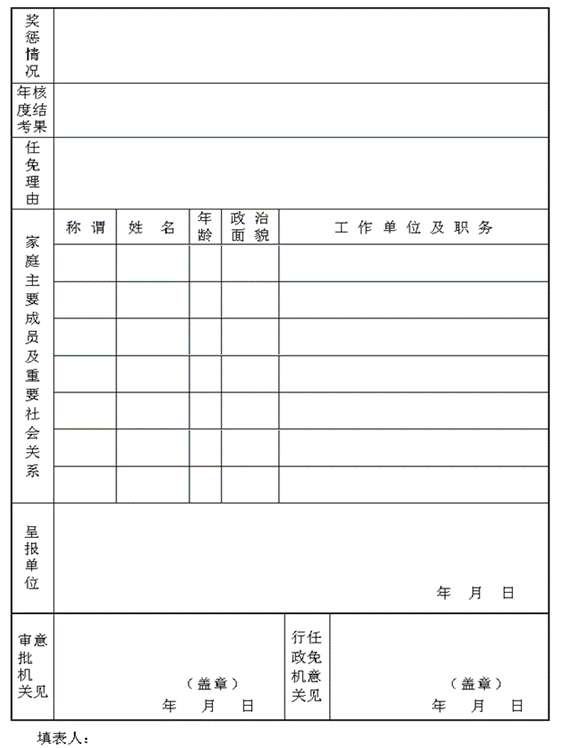 奖惩情况
年核
度结
考果
任免理由
家庭主要成员及重要社会关系
称谓 姓名 年龄 政治面貌 工作单位及职务
呈报单位
年 月 日
审意
批
机
关见
（盖章）
年 月 日
行任
政免
机意
关见
（盖章）
年 月 日
填表人：